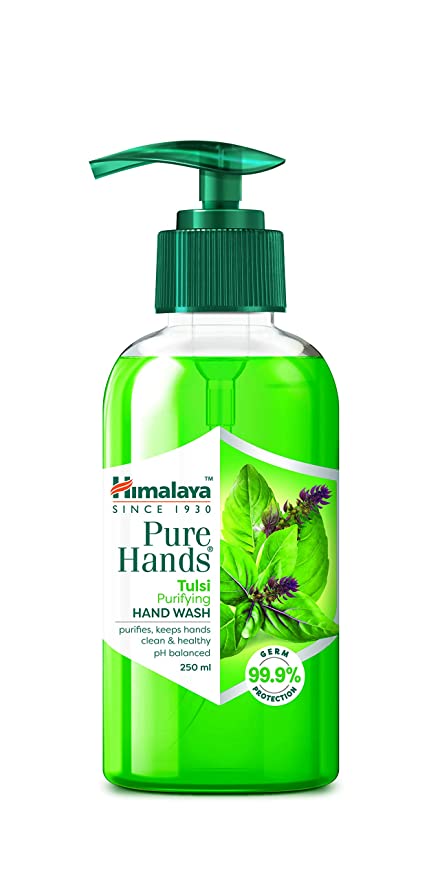 Himalaya™
SINCE 1930
Pure
Hands®
Tulsi
Purifying
HAND WASH
purifies, keeps hands
clean & healthy
pH balanced
250 ml
GERM
99.9%
PROTECTION